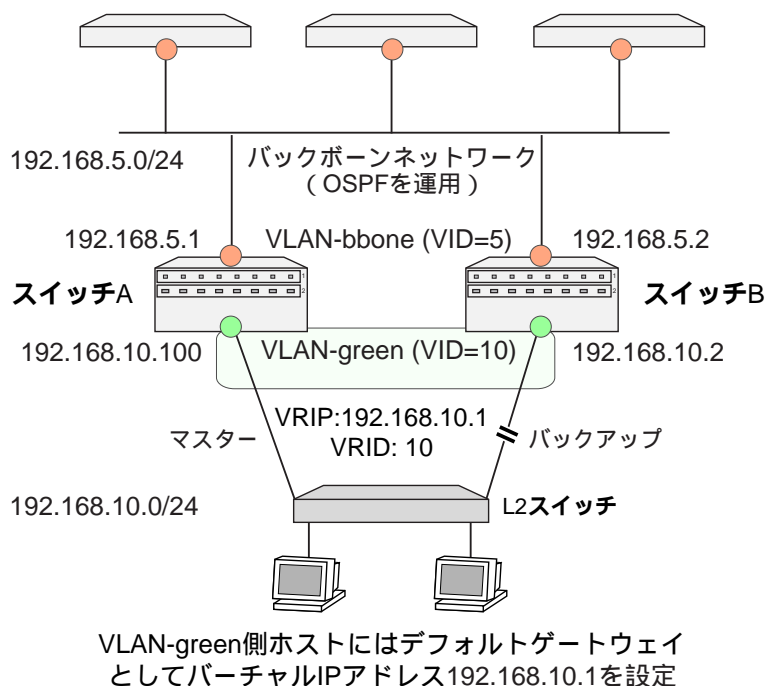 192.168.5.0/24
バックボーンネットワーク
（OSPFを運用）
192.168.5.1
VLAN-bbone (VID=5)
192.168.5.2
スイッチA
1
2
1
2
スイッチB
192.168.10.100
VLAN-green (VID=10)
192.168.10.2
マスター
VRIP:192.168.10.1
VRID: 10
バックアップ
192.168.10.0/24
L2スイッチ
VLAN-green側ホストにはデフォルトゲートウェイ
としてバーチャルIPアドレス192.168.10.1を設定